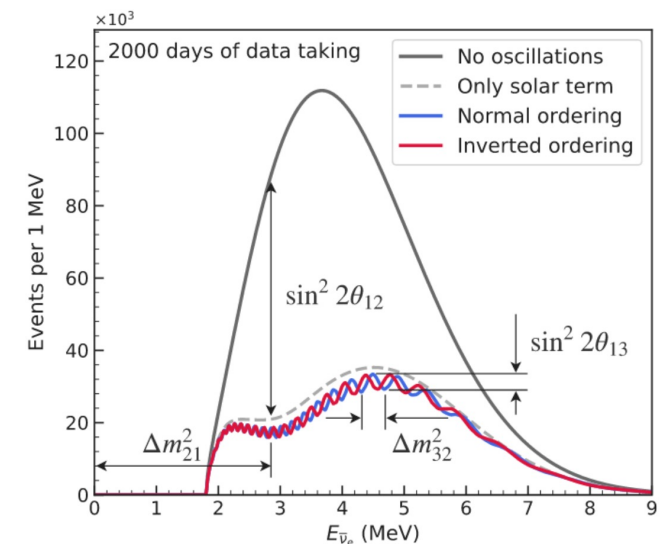 ×10³
2000 days of data taking
No oscillations
Only solar term
Normal ordering
Inverted ordering
Events per 1 MeV
120
100
80
60
40
20
0
sin² 2θ₁₂
sin² 2θ₁₃
Δm²₂₁
Δm²₃₂
0 1 2 3 4 5 6 7 8 9
E_ν̄ₑ (MeV)